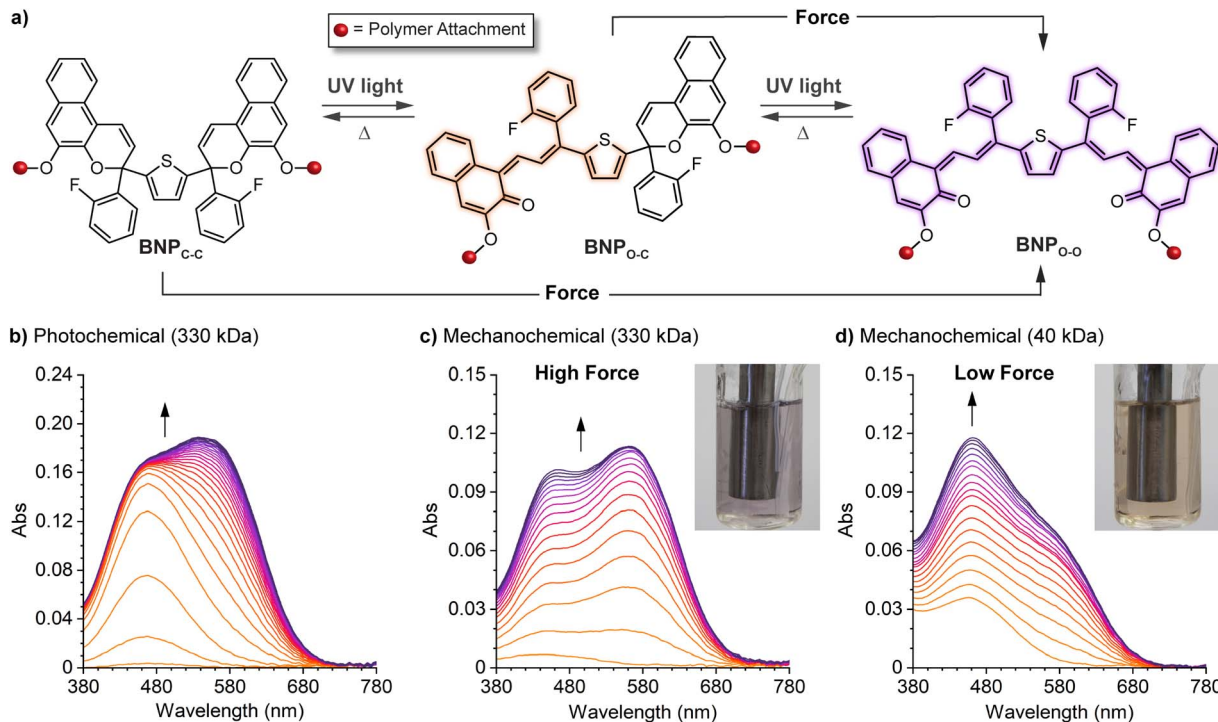 a)
= Polymer Attachment
Force
UV light
Δ
UV light
Δ
O
O
O
O
F
S
F
BNP_C-C
F
S
O
F
O
O
O
BNP_O-C
F
S
F
O
O
O
O
BNP_O-O
Force
b) Photochemical (330 kDa)
c) Mechanochemical (330 kDa)
d) Mechanochemical (40 kDa)
0.24
0.20
0.16
0.12
0.08
0.04
0
Abs
380 480 580 680 780
Wavelength (nm)
High Force
0.15
0.12
0.09
0.06
0.03
0
Abs
380 480 580 680 780
Wavelength (nm)
Low Force
0.15
0.12
0.09
0.06
0.03
0
Abs
380 480 580 680 780
Wavelength (nm)